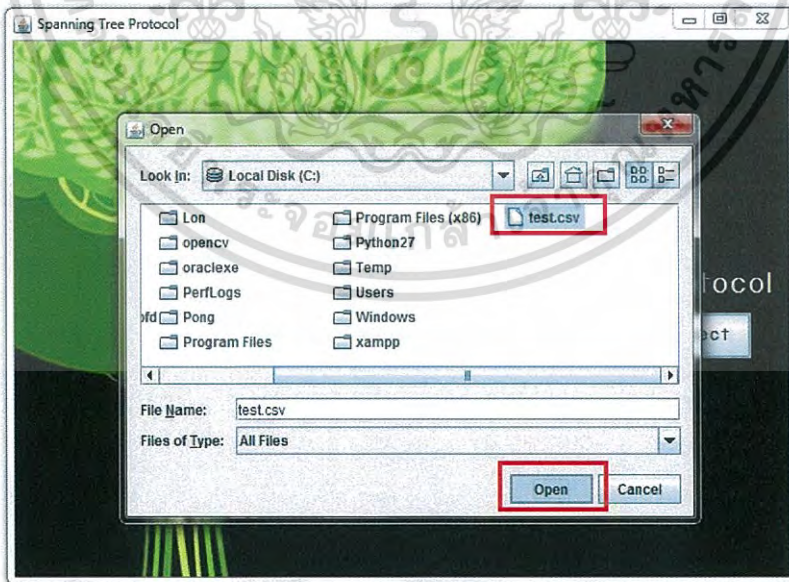 Spanning Tree Protocol
Open
Look In: Local Disk (C:)
Lon
opencv
oraclexe
PerfLogs
Pong
Program Files
Program Files (x86)
Python27
Temp
Users
Windows
xampp
test.csv
tocol
ect
File Name: test.csv
Files of Type: All Files
Open Cancel